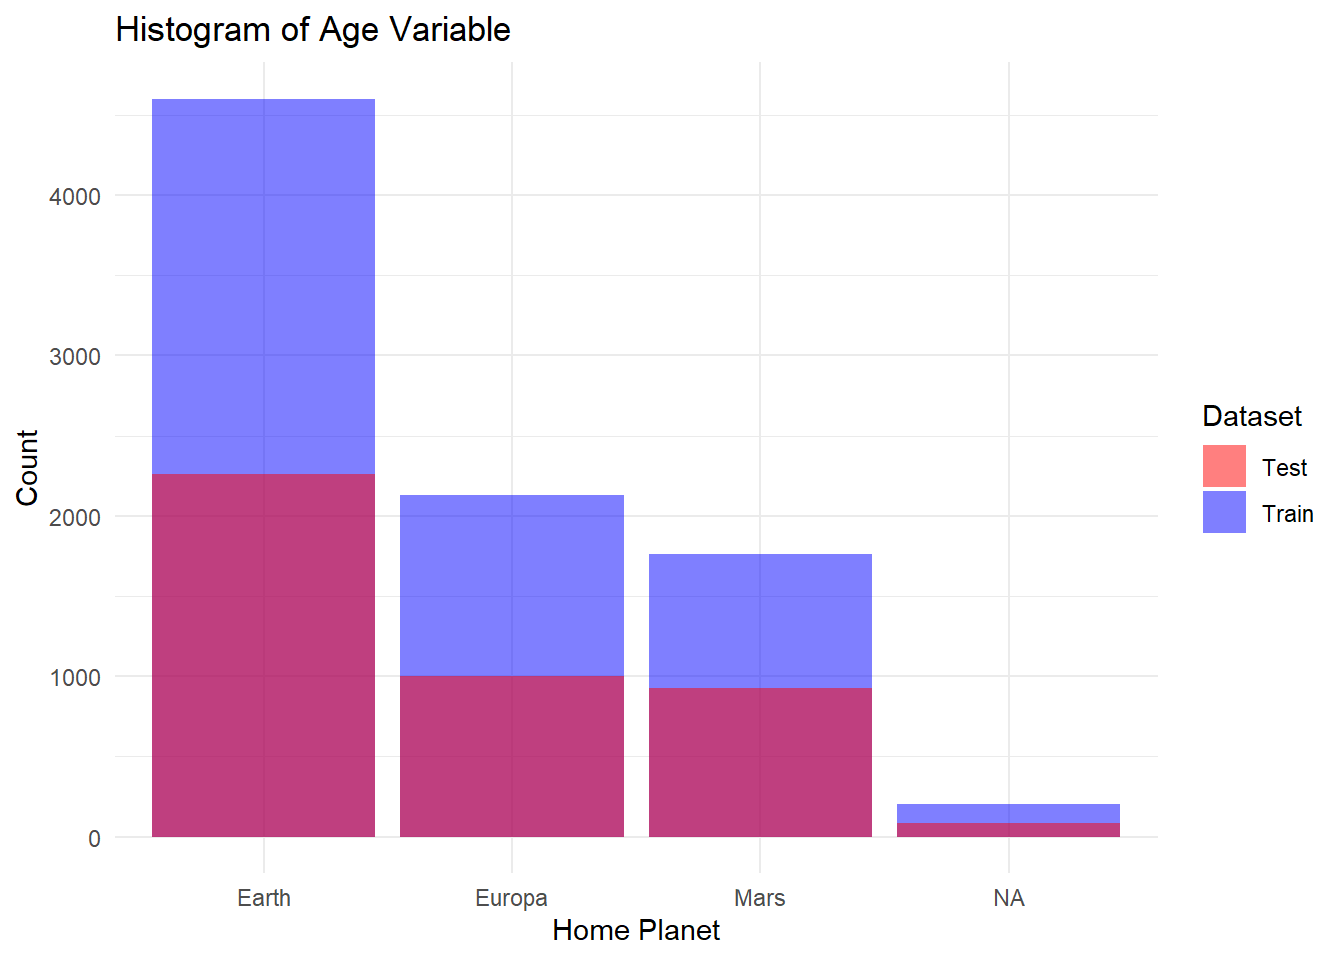 Histogram of Age Variable
Count
4000
3000
2000
1000
0
Earth
Europa
Mars
NA
Home Planet
Dataset
Test
Train